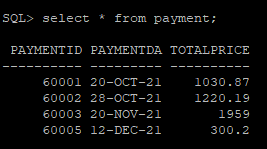 SQL> select * from payment;
PAYMENTID PAYMENTDA TOTALPRICE
---------- --------- ----------
60001 20-OCT-21 1030.87
60002 28-OCT-21 1220.19
60003 20-NOV-21 1959
60005 12-DEC-21 300.2